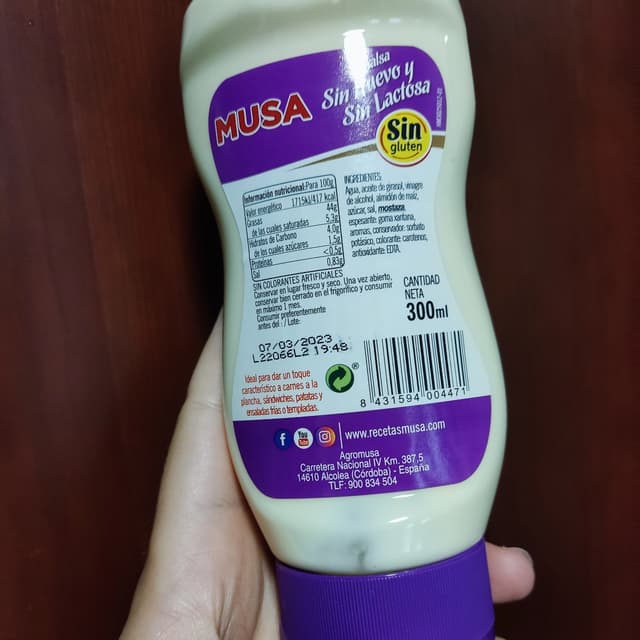 MUSA
Salsa
Sin Huevo y
Sin Lactosa
Sin
gluten
Información nutricional:Para 100g
Valor energético 1715kJ/417 kcal
Grasas 44g
de las cuales saturadas 5,3g
Hidratos de Carbono 4,0g
de los cuales azúcares 1,5g
Proteínas <0,5g
Sal 0,83g
INGREDIENTES:
Agua, aceite de girasol, vinagre
de alcohol, almidón de maíz,
azúcar, sal, mostaza,
espesante: goma xantana,
aromas, conservador: sorbato
potásico, colorante: carotenos,
antioxidante: EDTA.
SIN COLORANTES ARTIFICIALES
Conservar en lugar fresco y seco. Una vez abierto,
conservar bien cerrado en el frigorífico y consumir
en máximo 1 mes.
Consumir preferentemente
antes del : / Lote:
07/03/2023
L22066L2 19:48
CANTIDAD
NETA
300ml
Ideal para dar un toque
característico a carnes a la
plancha, sándwiches, patatas y
ensaladas frías o templadas.
8 431594 004471
f You Tube
www.recetasmusa.com
Agromusa
Carretera Nacional IV Km. 387,5
14610 Alcolea (Córdoba) - España
TLF: 900 834 504